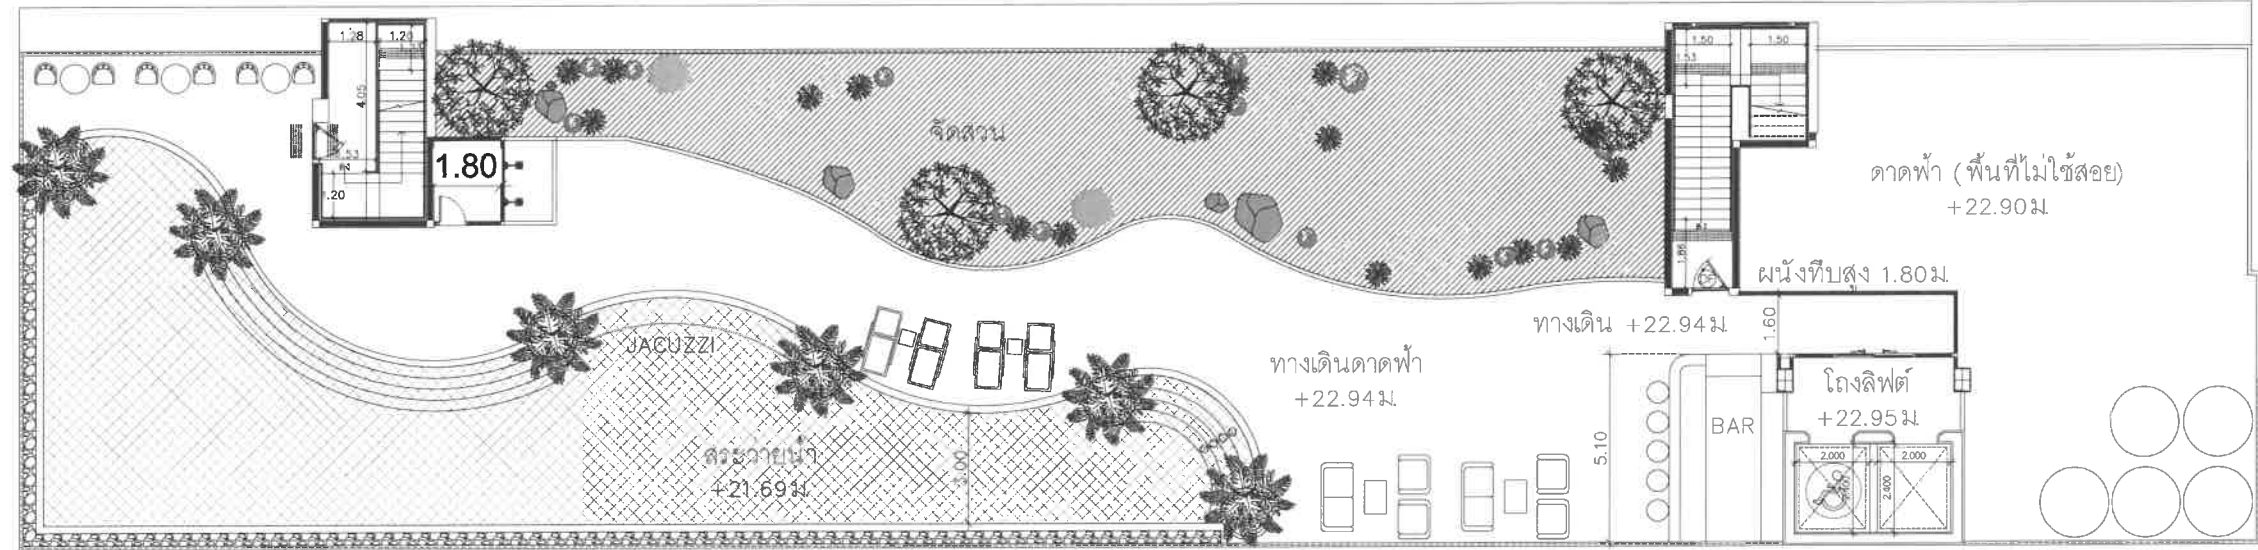 1.28
1.20
4.05
.53
.20
1.80
จัดสวน
1.50
1.50
.53
1.86
ดาดฟ้า (พื้นที่ไม่ใช้สอย)
+22.90ม.
ผนังทึบสูง 1.80ม.
ทางเดิน +22.94ม.
1.60
JACUZZI
ทางเดินดาดฟ้า
+22.94ม.
โถงลิฟต์
+22.95ม.
BAR
5.10
สระว่ายน้ำ
+21.69ม.
3.00
2.000
2.000
2.400